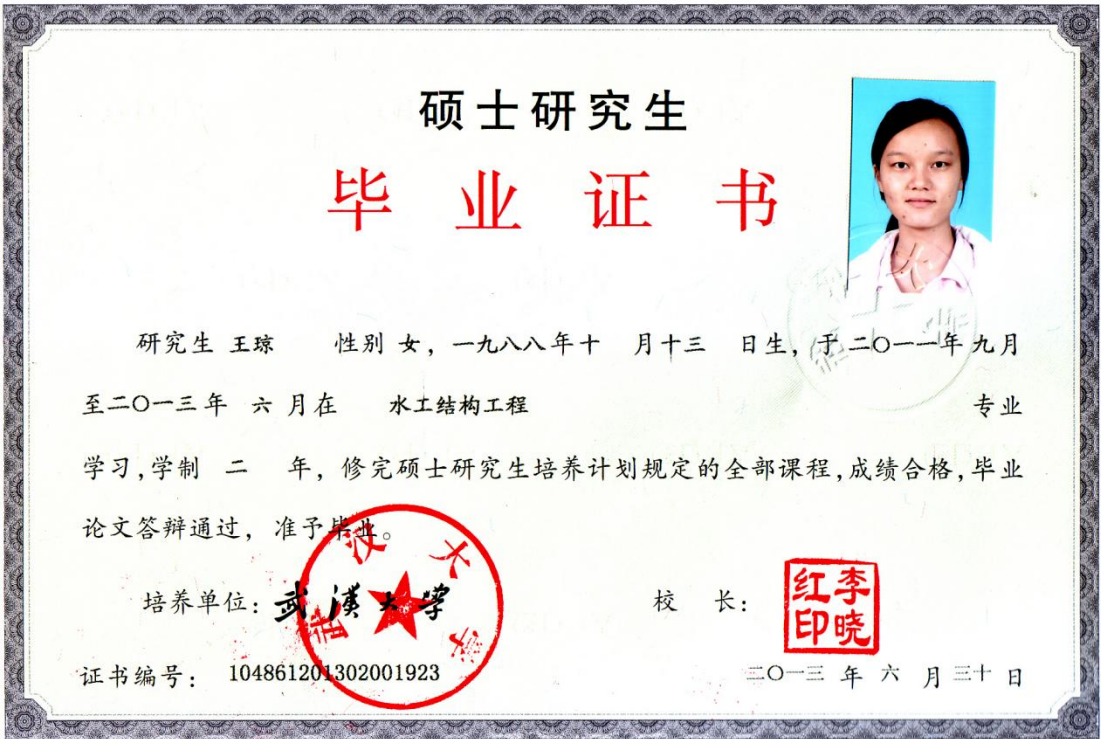 硕士研究生
毕业证书
研究生 王琼 性别 女，一九八八年十 月十三 日生，于二〇一一年九月
至二〇一三年 六 月在 水工结构工程 专业
学习，学制 二 年，修完硕士研究生培养计划规定的全部课程，成绩合格，毕业
论文答辩通过，准予毕业。
武汉大学
培养单位：武漢大学
校 长：
李晓红印
证书编号：104861201302001923
二〇一三 年 六 月 三十 日